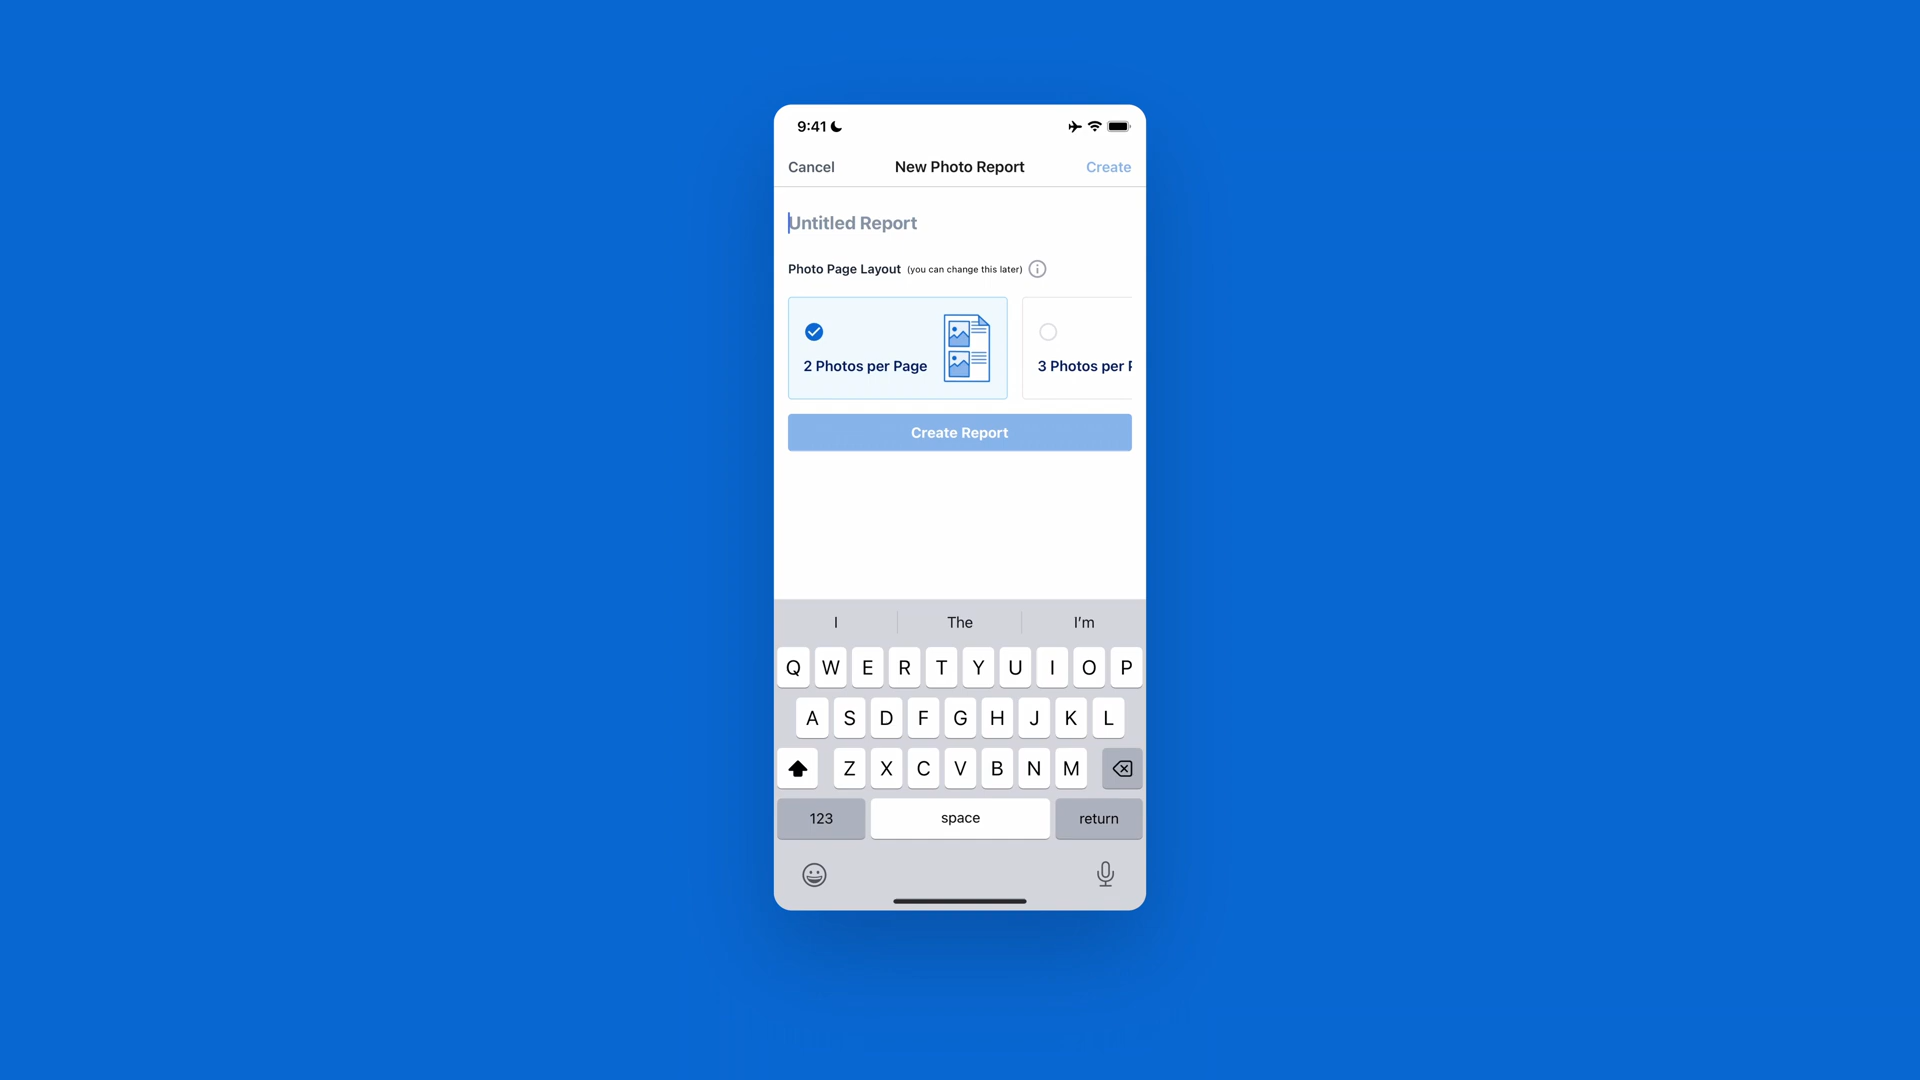 9:41
Cancel New Photo Report Create
Untitled Report
Photo Page Layout (you can change this later)
2 Photos per Page
3 Photos per
Create Report
I The I'm
Q W E R T Y U I O P
A S D F G H J K L
Z X C V B N M
123 space return